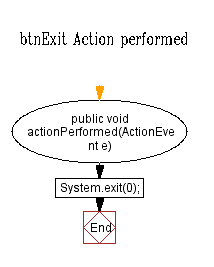 btnExit Action performed
public void
actionPerformed(ActionEve
nt e)
System.exit(0);
End